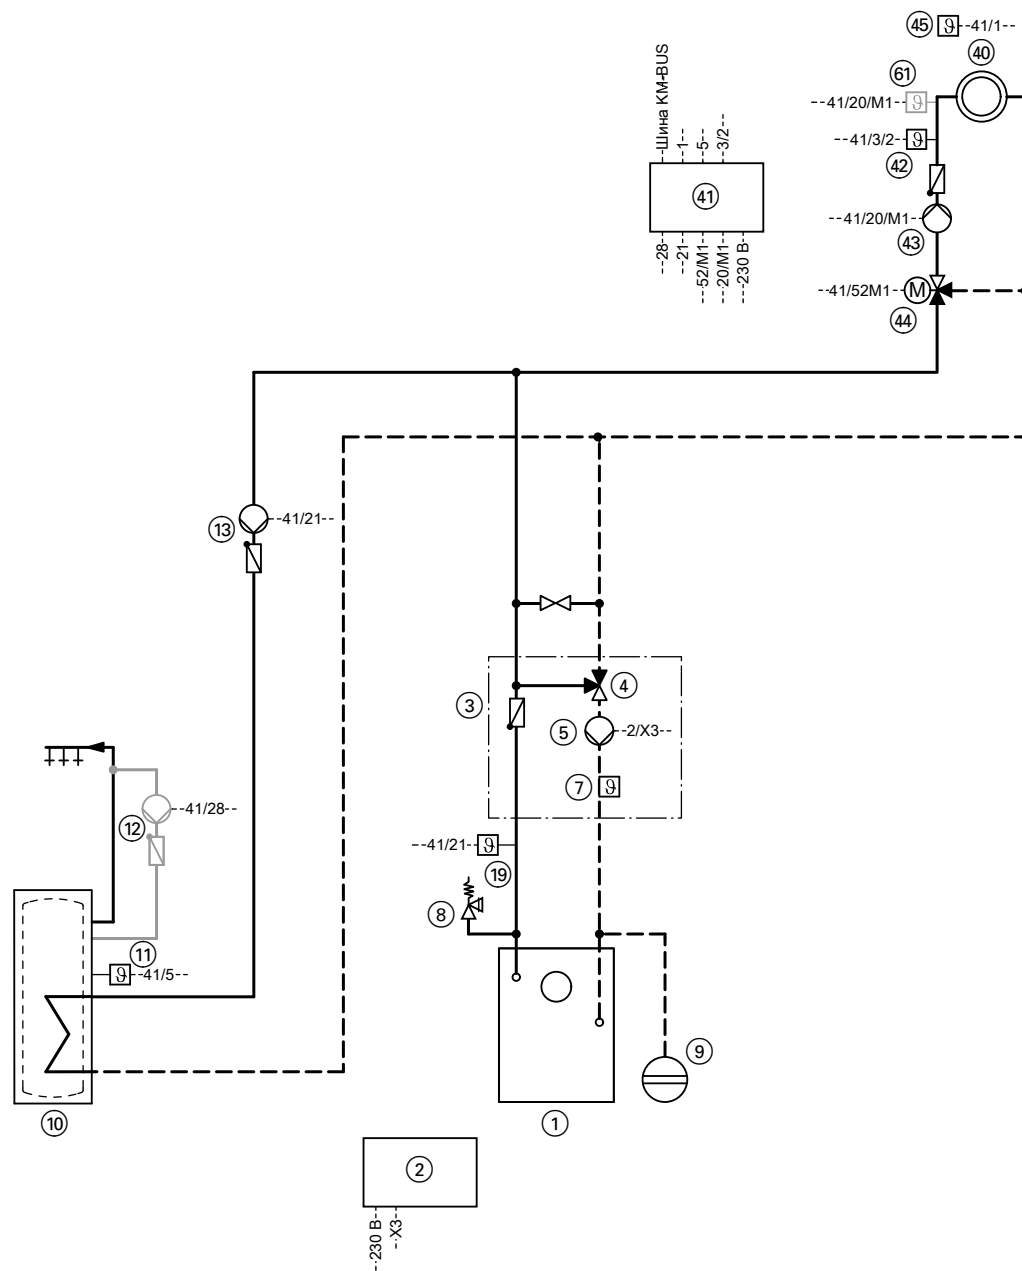 45 ϑ --41/1--
40
61
--41/20/M1-- ϑ
--41/3/2-- ϑ
42
--41/20/M1--
43
--41/52M1-- M
44
--Шина KM-BUS
1--
5--
3/2--
41
--28--
--21--
--52/M1--
--20/M1--
--230 В--
13 --41/21--
3
4
5 --2/X3--
7 ϑ
12 --41/28--
--41/21-- ϑ
19
8
11
ϑ --41/5--
9
10
1
2
--230 В--
--X3--